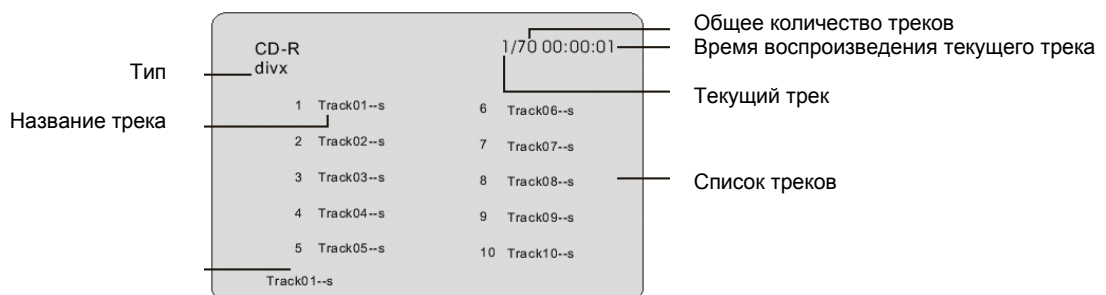 Общее количество треков
CD-R
1/70 00:00:01
Время воспроизведения текущего трека
Тип
divx
Текущий трек
Название трека
1 Track01--s
6 Track06--s
2 Track02--s
7 Track07--s
3 Track03--s
8 Track08--s
Список треков
4 Track04--s
9 Track09--s
5 Track05--s
10 Track10--s
Track01--s